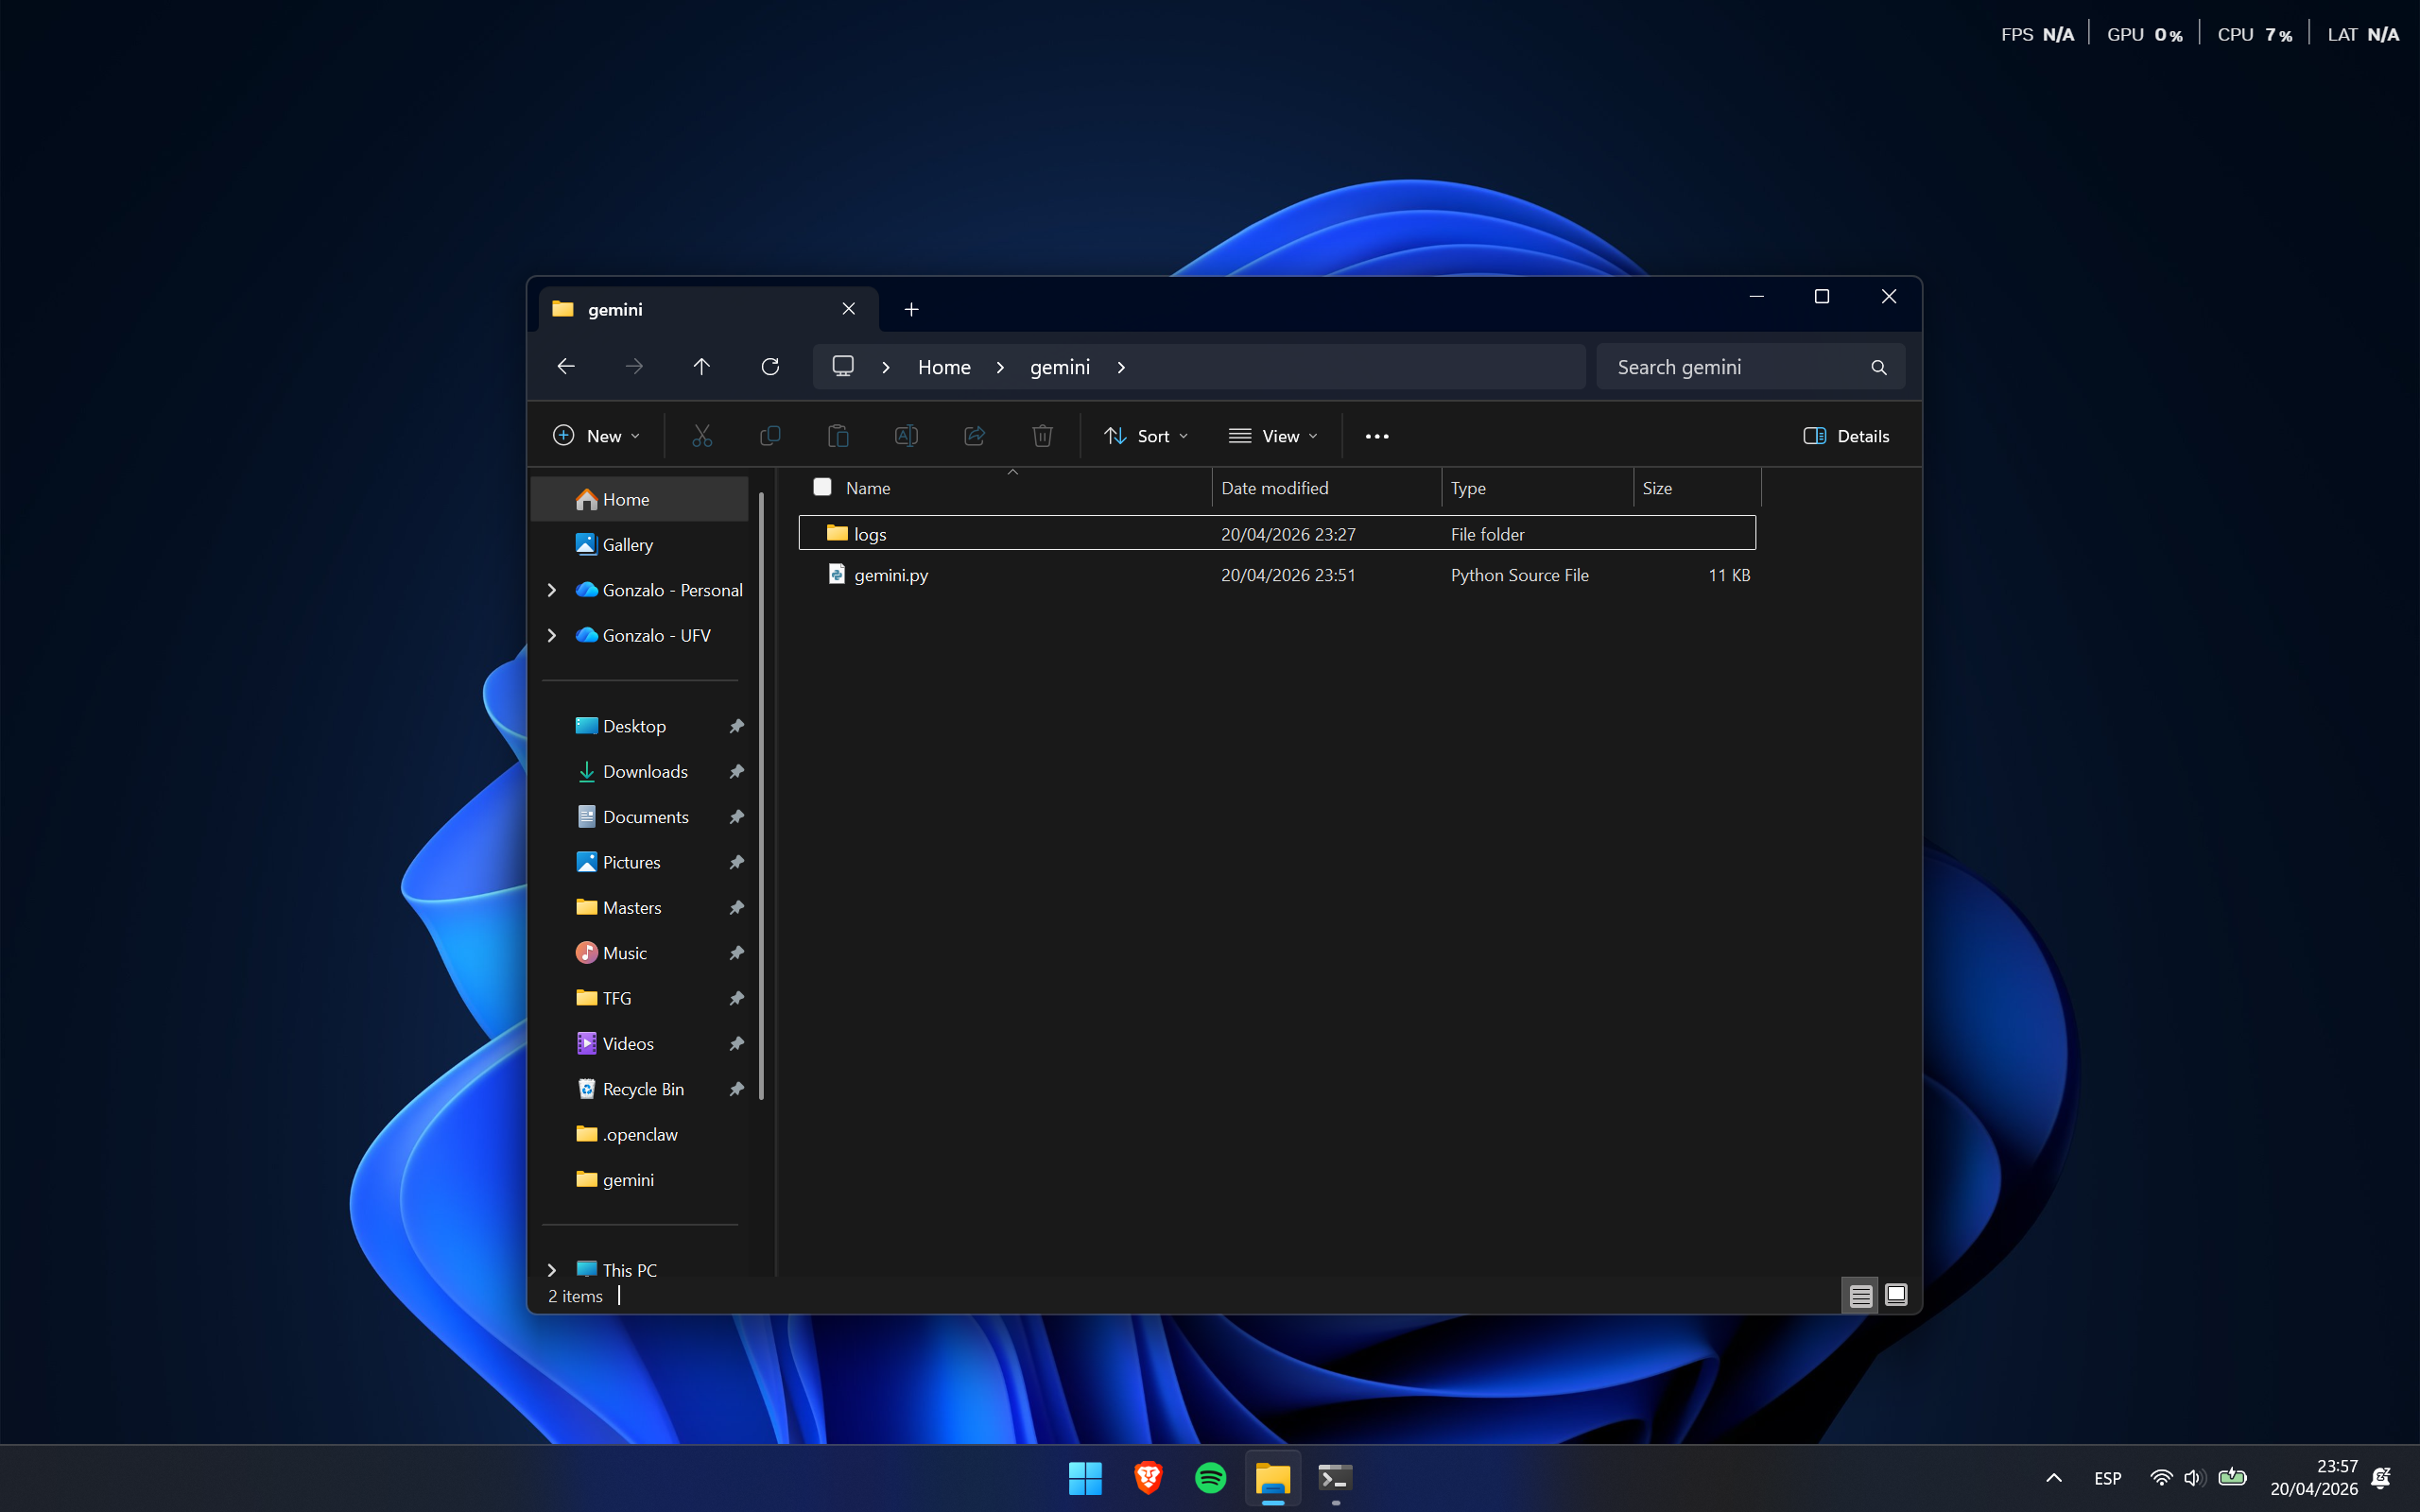 FPS N/A GPU 0% CPU 7% LAT N/A
gemini
Home gemini
Search gemini
New
Sort
View
Details
Name Date modified Type Size
logs 20/04/2026 23:27 File folder
gemini.py 20/04/2026 23:51 Python Source File 11 KB
Home
Gallery
Gonzalo - Personal
Gonzalo - UFV
Desktop
Downloads
Documents
Pictures
Masters
Music
TFG
Videos
Recycle Bin
.openclaw
gemini
This PC
2 items
ESP
23:57
20/04/2026